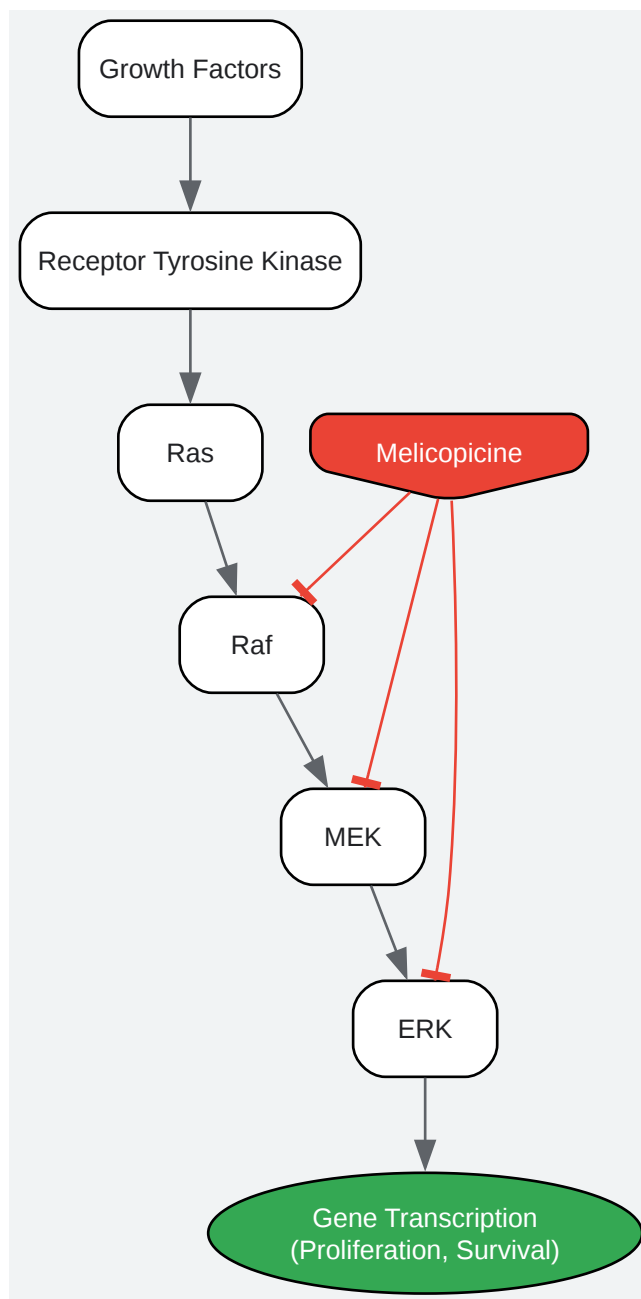 Growth Factors
Receptor Tyrosine Kinase
Ras
Melicopicine
Raf
MEK
ERK
Gene Transcription
(Proliferation, Survival)